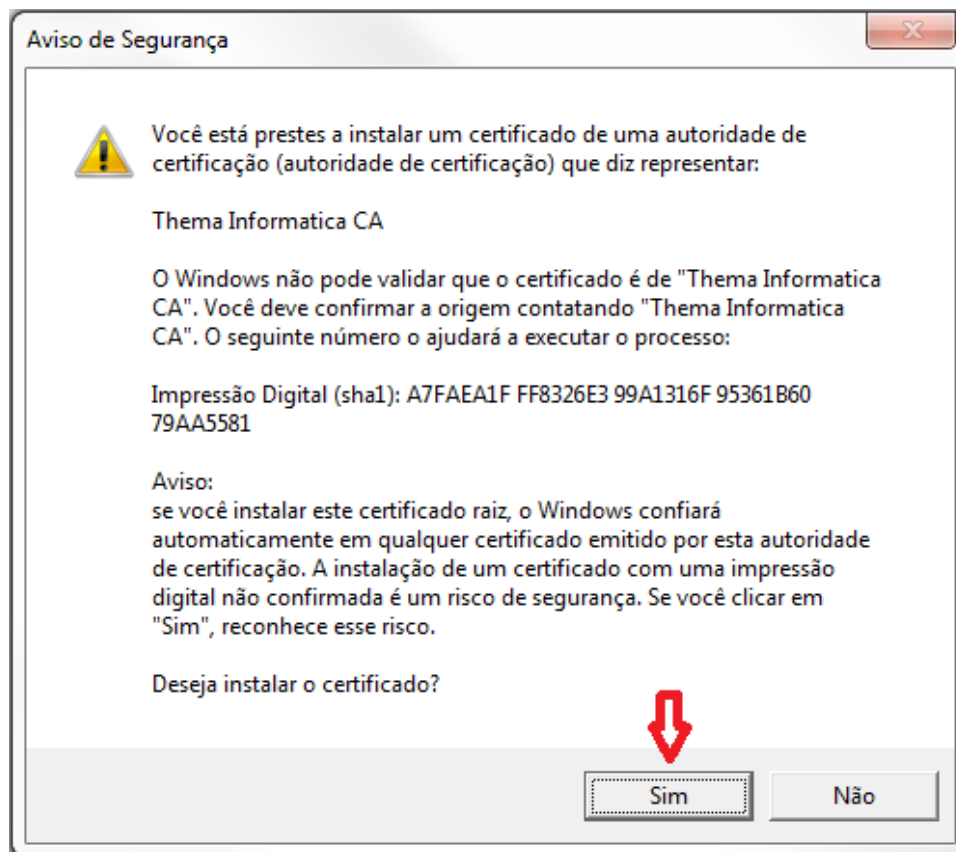 Aviso de Segurança
Você está prestes a instalar um certificado de uma autoridade de
certificação (autoridade de certificação) que diz representar:
Thema Informatica CA
O Windows não pode validar que o certificado é de "Thema Informatica
CA". Você deve confirmar a origem contatando "Thema Informatica
CA". O seguinte número o ajudará a executar o processo:
Impressão Digital (sha1): A7FAEA1F FF8326E3 99A1316F 95361B60
79AA5581
Aviso:
se você instalar este certificado raiz, o Windows confiará
automaticamente em qualquer certificado emitido por esta autoridade
de certificação. A instalação de um certificado com uma impressão
digital não confirmada é um risco de segurança. Se você clicar em
"Sim", reconhece esse risco.
Deseja instalar o certificado?
Sim
Não